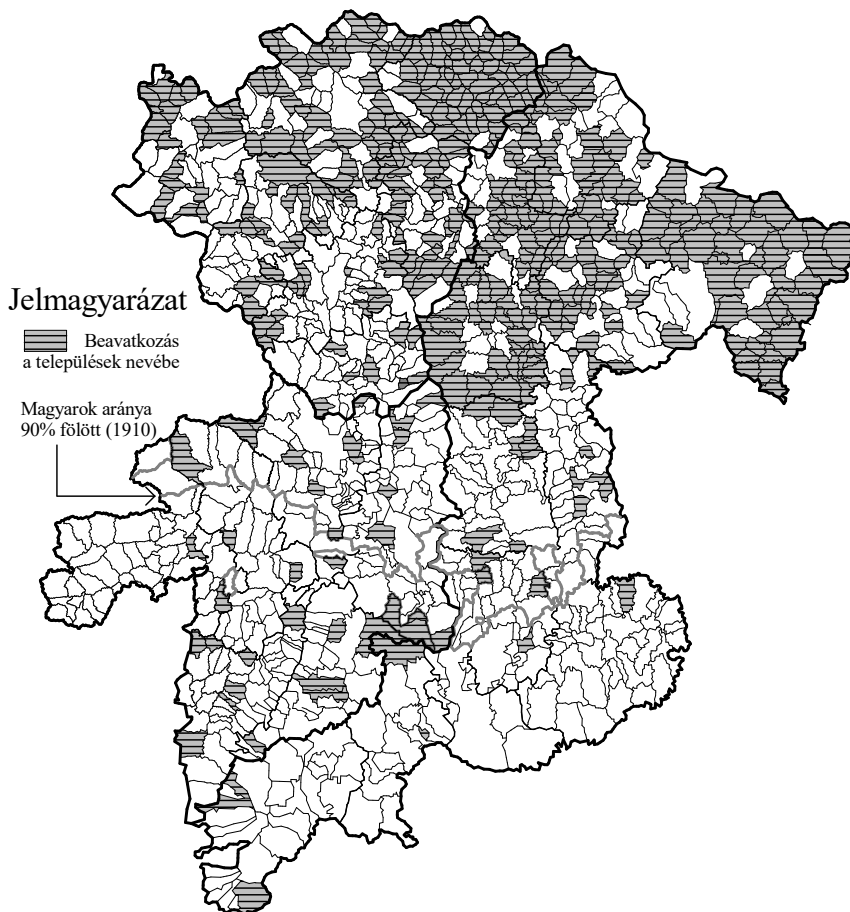 Jelmagyarázat
Beavatkozás
a települések nevébe
Magyarok aránya
90% fölött (1910)